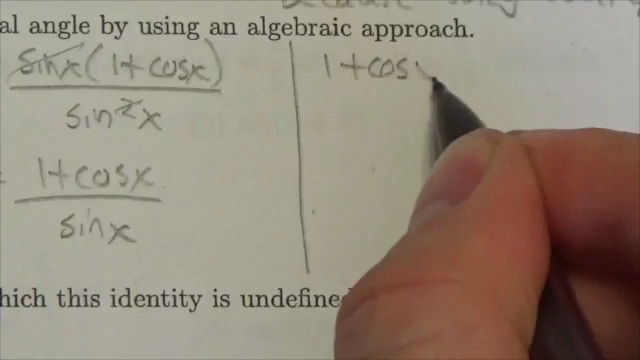 al angle by using an algebraic approach.
sinx(1+cosx)
sin²x
1+cosx
sinx
1+cos
hich this identity is undefined